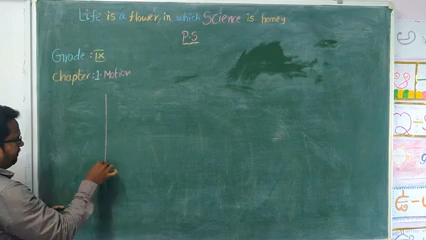 Life is a flower, in which Science is honey
P.S
Grade : IX
Chapter : 1. Motion